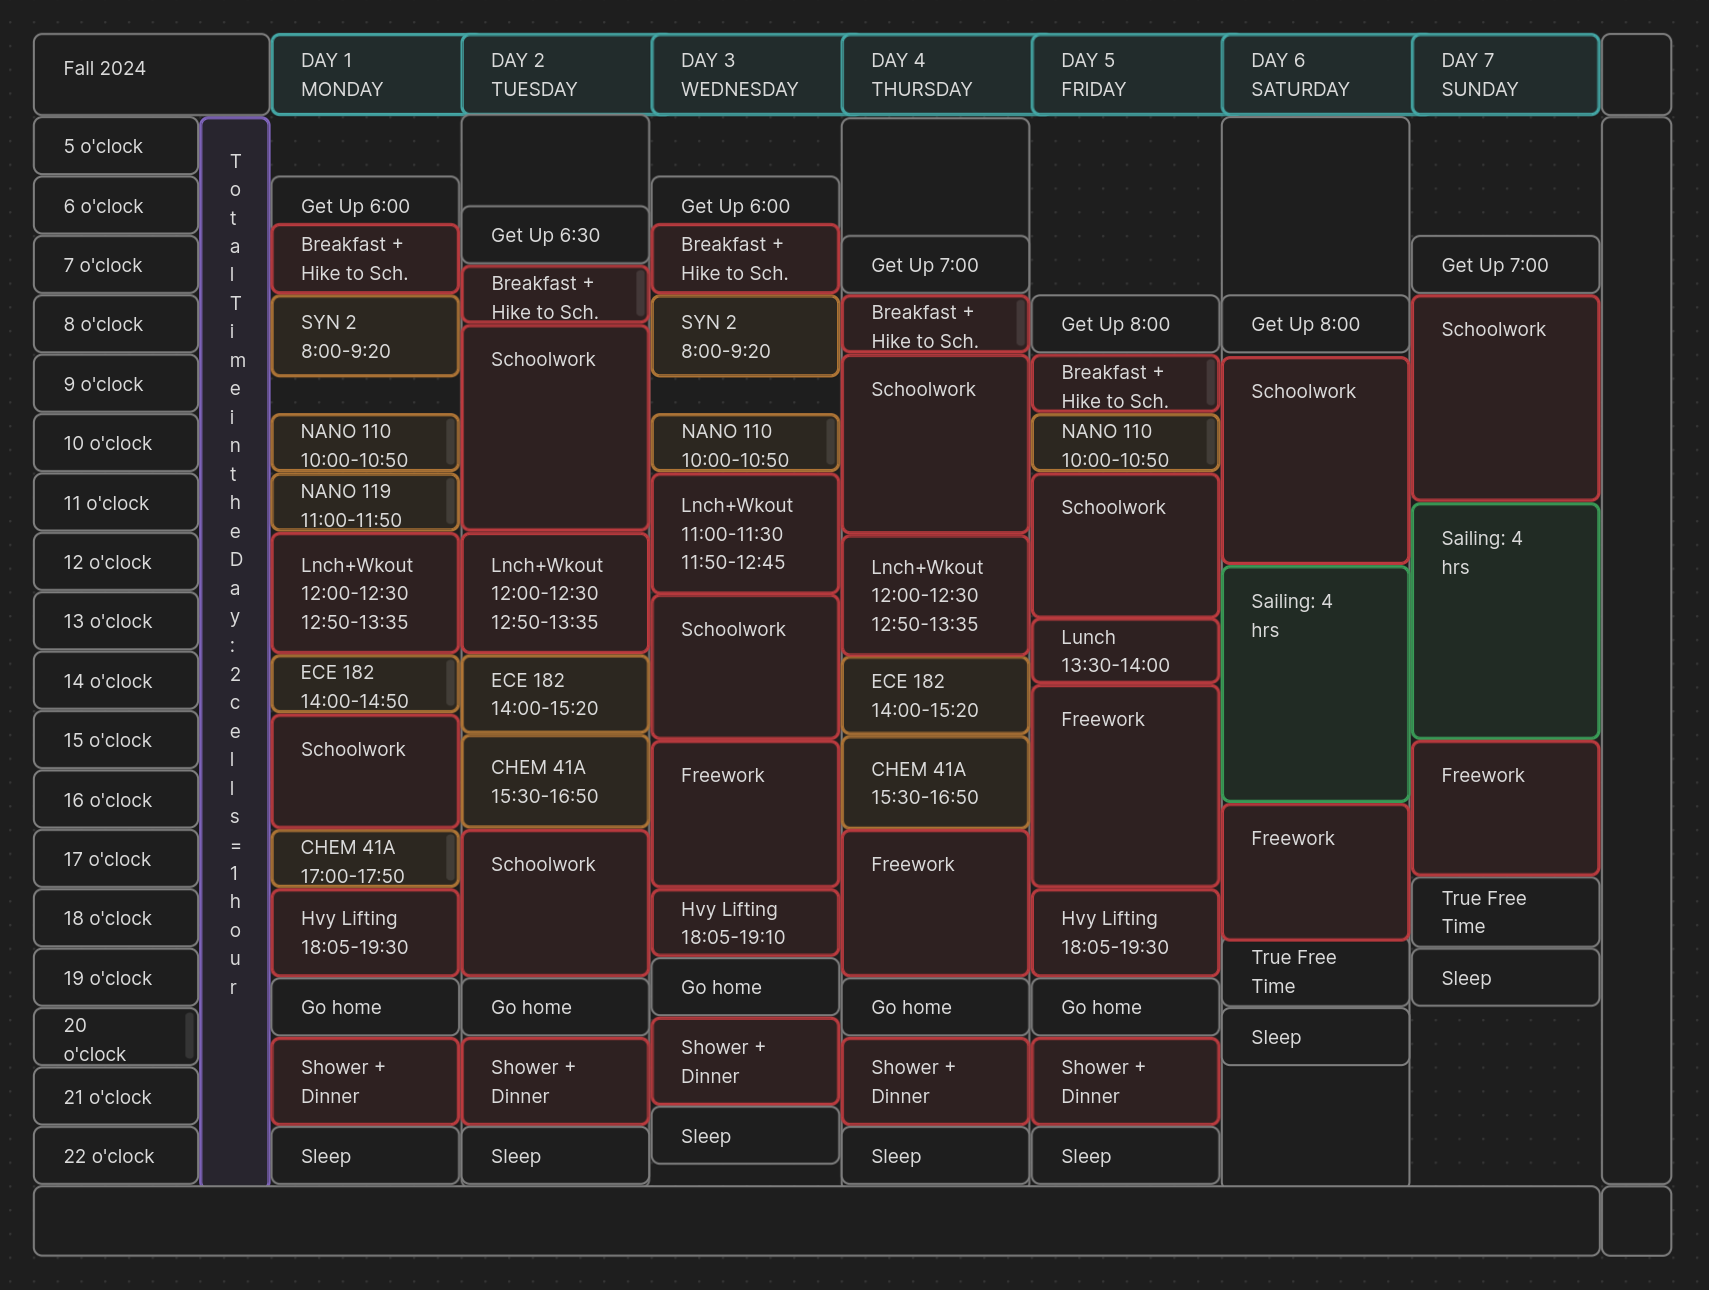 Fall 2024
DAY 1
MONDAY
DAY 2
TUESDAY
DAY 3
WEDNESDAY
DAY 4
THURSDAY
DAY 5
FRIDAY
DAY 6
SATURDAY
DAY 7
SUNDAY
5 o'clock
6 o'clock
7 o'clock
8 o'clock
9 o'clock
10 o'clock
11 o'clock
12 o'clock
13 o'clock
14 o'clock
15 o'clock
16 o'clock
17 o'clock
18 o'clock
19 o'clock
20
o'clock
21 o'clock
22 o'clock
Total Time in the Day: 2 cells = 1 hour
Get Up 6:00
Breakfast +
Hike to Sch.
SYN 2
8:00-9:20
NANO 110
10:00-10:50
NANO 119
11:00-11:50
Lnch+Wkout
12:00-12:30
12:50-13:35
ECE 182
14:00-14:50
Schoolwork
CHEM 41A
17:00-17:50
Hvy Lifting
18:05-19:30
Go home
Shower +
Dinner
Sleep
Get Up 6:30
Breakfast +
Hike to Sch.
Schoolwork
Lnch+Wkout
12:00-12:30
12:50-13:35
ECE 182
14:00-15:20
CHEM 41A
15:30-16:50
Schoolwork
Go home
Shower +
Dinner
Sleep
Get Up 6:00
Breakfast +
Hike to Sch.
SYN 2
8:00-9:20
NANO 110
10:00-10:50
Lnch+Wkout
11:00-11:30
11:50-12:45
Schoolwork
Freework
Hvy Lifting
18:05-19:10
Go home
Shower +
Dinner
Sleep
Get Up 7:00
Breakfast +
Hike to Sch.
Schoolwork
Lnch+Wkout
12:00-12:30
12:50-13:35
ECE 182
14:00-15:20
CHEM 41A
15:30-16:50
Freework
Go home
Shower +
Dinner
Sleep
Get Up 8:00
Breakfast +
Hike to Sch.
NANO 110
10:00-10:50
Schoolwork
Lunch
13:30-14:00
Freework
Hvy Lifting
18:05-19:30
Go home
Shower +
Dinner
Sleep
Get Up 8:00
Schoolwork
Sailing: 4
hrs
Freework
True Free
Time
Sleep
Get Up 7:00
Schoolwork
Sailing: 4
hrs
Freework
True Free
Time
Sleep